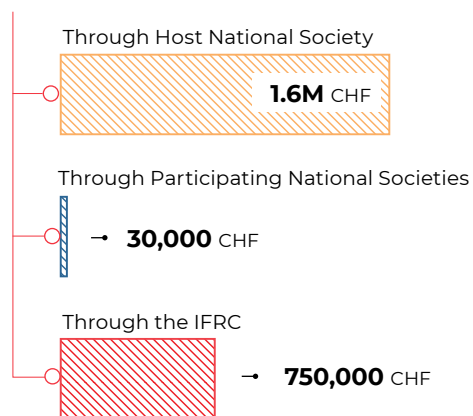 Through Host National Society
1.6M CHF
Through Participating National Societies
30,000 CHF
Through the IFRC
750,000 CHF